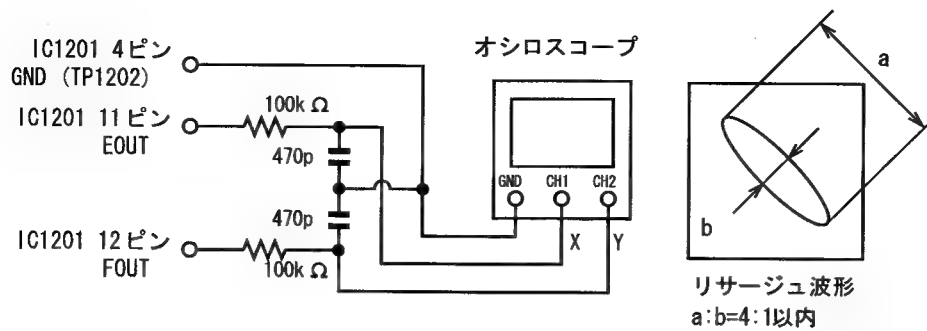 IC1201 4ピン
GND (TP1202)
IC1201 11ピン
EOUT
100kΩ
470p
470p
IC1201 12ピン
FOUT
100kΩ
オシロスコープ
GND
CH1
CH2
X
Y
a
b
リサージュ波形
a:b=4:1以内